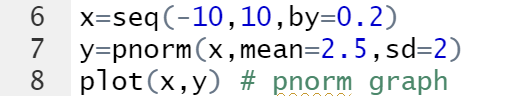 6 x=seq(-10,10,by=0.2)
7 y=pnorm(x,mean=2.5,sd=2)
8 plot(x,y) # pnorm graph